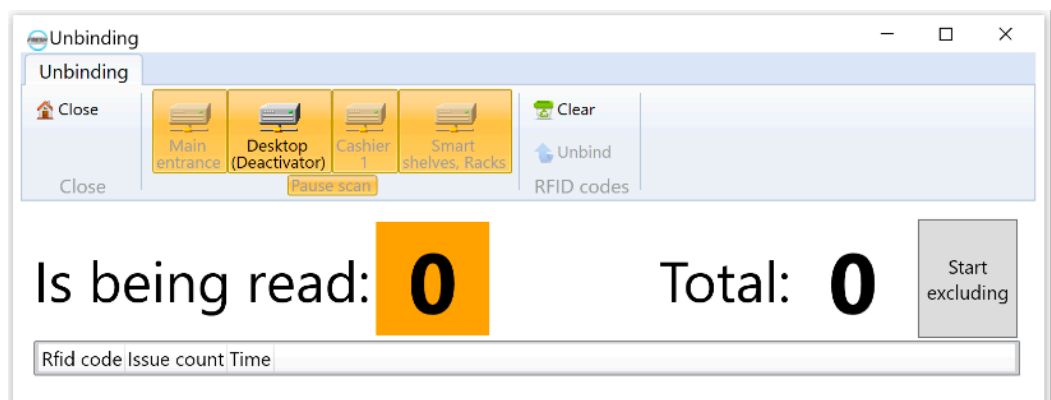 Unbinding
Unbinding
Close
Main entrance
Desktop (Deactivator)
Cashier 1
Smart shelves, Racks
Clear
Unbind
Close
Pause scan
RFID codes
Is being read: 0
Total: 0
Start excluding
Rfid code Issue count Time